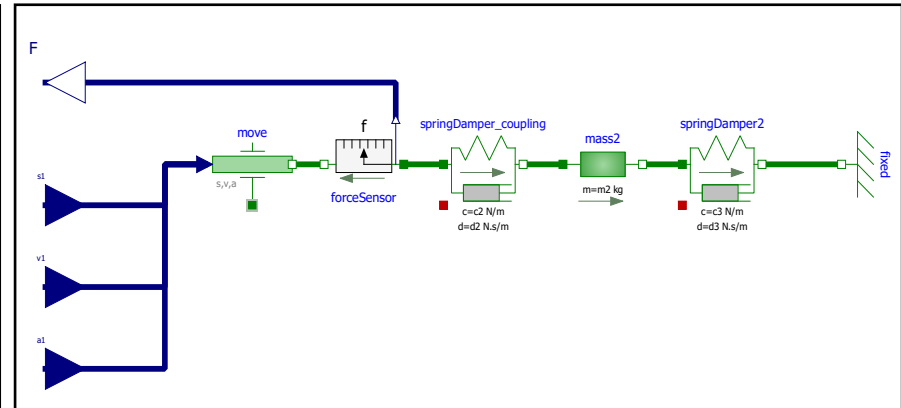 F
move
f
springDamper_coupling
mass2
springDamper2
fixed
s1
s,v,a
forceSensor
m=m2 kg
c=c2 N/m
d=d2 N.s/m
c=c3 N/m
d=d3 N.s/m
v1
a1